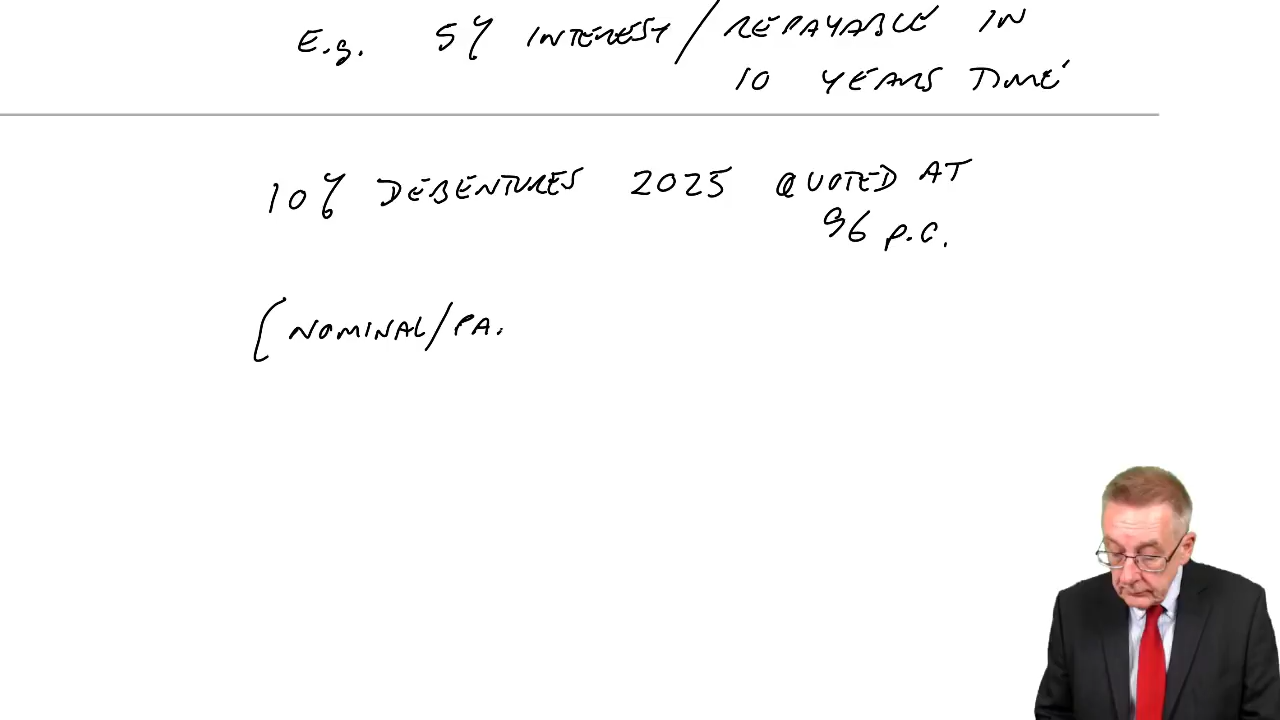 E.g. 5% INTEREST / REPAYABLE IN
10 YEARS TIME
10% DEBENTURES 2025 QUOTED AT
96 p.c.
(NOMINAL/PA.